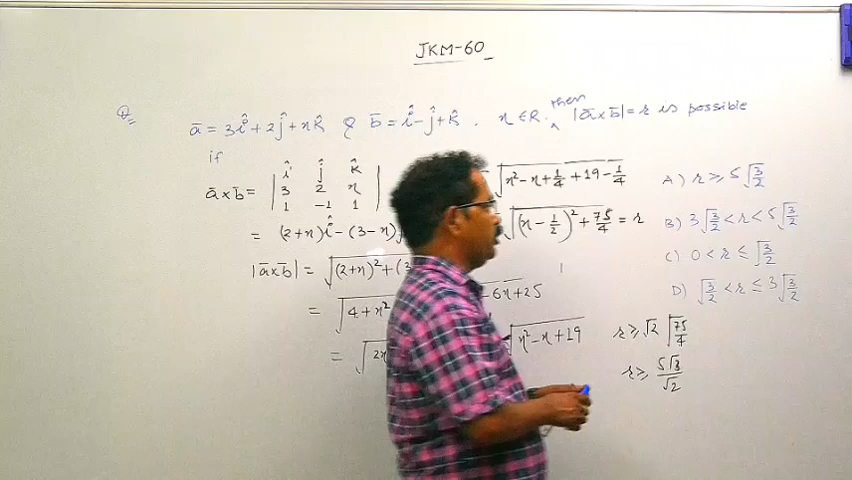 JKM-60
Q. ā = 3î + 2ĵ + xk̂ & b̄ = î - ĵ + k̂ . x ∈ R. then |ā×b̄| = r is possible
if
ā×b̄ = | î ĵ k̂ |
3 2 x
1 -1 1
= (2+x)î - (3-x)
|ā×b̄| = √(2+x)² + (3
= √4 + x²
- 6x + 25
= √2x
√x² - x + 19
√x² - x + 1/4 + 19 - 1/4
√(x - 1/2)² + 75/4 = r
A) r ≥ 5√3/2
B) 3√3/2 < r < 5√3/2
C) 0 < r ≤ √3/2
D) √3/2 < r ≤ 3√3/2
r ≥ √2 √75/4
r ≥ 5√3/√2